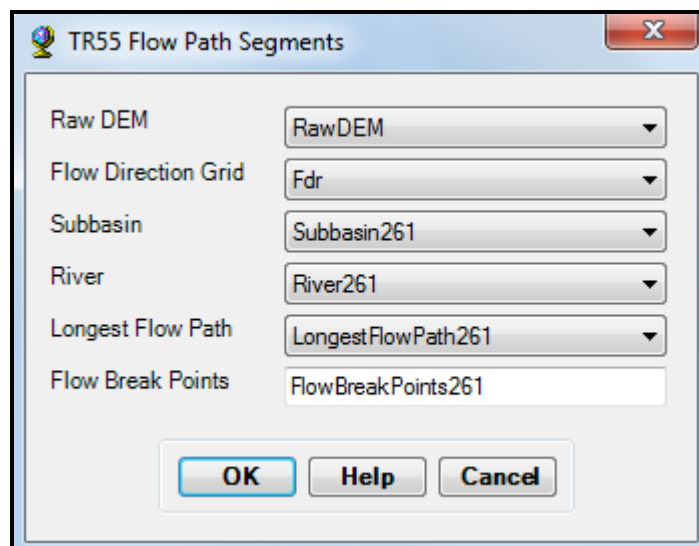 TR55 Flow Path Segments
Raw DEM RawDEM
Flow Direction Grid Fdr
Subbasin Subbasin261
River River261
Longest Flow Path LongestFlowPath261
Flow Break Points FlowBreakPoints261
OK Help Cancel